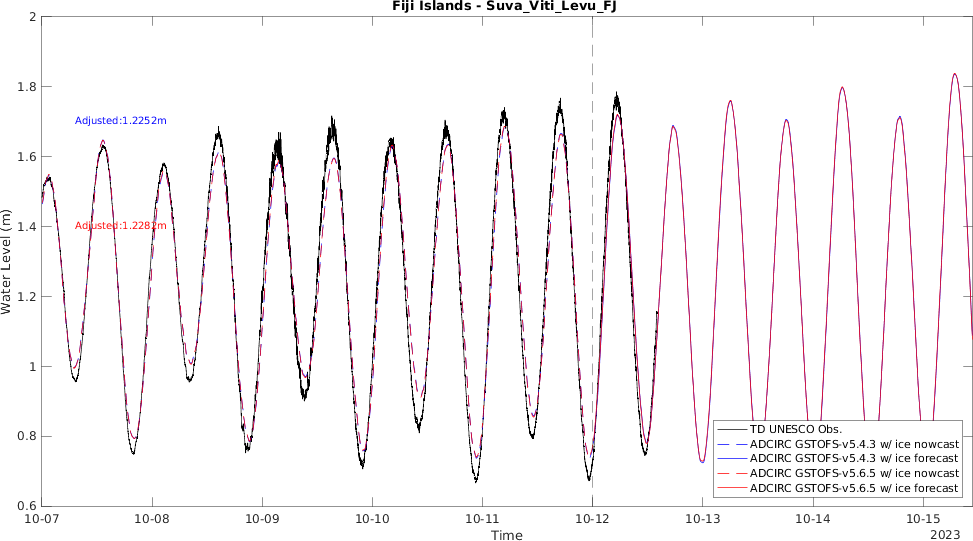 Fiji Islands - Suva_Viti_Levu_FJ
2
1.8
1.6
1.4
1.2
1
0.8
0.6
Water Level (m)
Adjusted:1.2252m
Adjusted:1.2282m
TD UNESCO Obs.
ADCIRC GSTOFS-v5.4.3 w/ ice nowcast
ADCIRC GSTOFS-v5.4.3 w/ ice forecast
ADCIRC GSTOFS-v5.6.5 w/ ice nowcast
ADCIRC GSTOFS-v5.6.5 w/ ice forecast
10-07 10-08 10-09 10-10 10-11 10-12 10-13 10-14 10-15
Time
2023